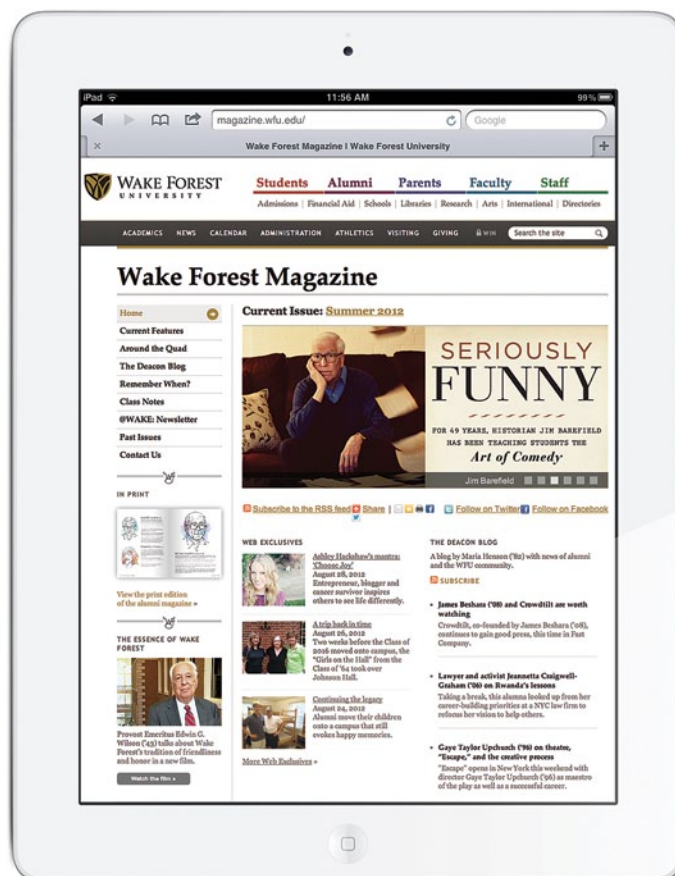 iPad
11:56 AM
99%
magazine.wfu.edu/
Google
Wake Forest Magazine | Wake Forest University
WAKE FOREST
UNIVERSITY
Students Alumni Parents Faculty Staff
Admissions | Financial Aid | Schools | Libraries | Research | Arts | International | Directories
ACADEMICS NEWS CALENDAR ADMINISTRATION ATHLETICS VISITING GIVING WIN Search the site
Wake Forest Magazine
Home
Current Features
Around the Quad
The Deacon Blog
Remember When?
Class Notes
@WAKE: Newsletter
Past Issues
Contact Us
IN PRINT
View the print edition
of the alumni magazine »
THE ESSENCE OF WAKE
FOREST
Provost Emeritus Edwin G.
Wilson ('43) talks about Wake
Forest's tradition of friendliness
and honor in a new film.
Watch the film »
Current Issue: Summer 2012
SERIOUSLY
FUNNY
FOR 49 YEARS, HISTORIAN JIM BAREFIELD
HAS BEEN TEACHING STUDENTS THE
Art of Comedy
Jim Barefield
Subscribe to the RSS feed Share | Follow on Twitter Follow on Facebook
WEB EXCLUSIVES
Ashley Hackshaw's mantra:
'Choose Joy'
August 28, 2012
Entrepreneur, blogger and
cancer survivor inspires
others to see life differently.
A trip back in time
August 26, 2012
Two weeks before the Class of
2016 moved onto campus, the
"Girls on the Hall" from the
Class of '64 took over
Johnson Hall.
Continuing the legacy
August 24, 2012
Alumni move their children
onto a campus that still
evokes happy memories.
More Web Exclusives »
THE DEACON BLOG
A blog by Maria Henson ('82) with news of alumni
and the WFU community.
SUBSCRIBE
James Beshara ('08) and Crowdtilt are worth
watching
Crowdtilt, co-founded by James Beshara ('08),
continues to gain good press, this time in Fast
Company.
Lawyer and activist Jeannetta Craigwell-
Graham ('06) on Rwanda's lessons
Taking a break, this alumna looked up from her
career-building priorities at a NYC law firm to
refocus her vision to help others.
Gaye Taylor Upchurch ('96) on theatre,
"Escape," and the creative process
"Escape" opens in New York this weekend with
director Gaye Taylor Upchurch ('96) as maestro
of the play as well as a successful career.